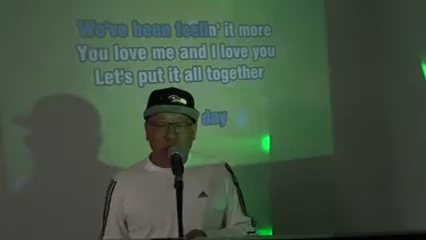 We've been feelin' it more
You love me and I love you
Let's put it all together
day